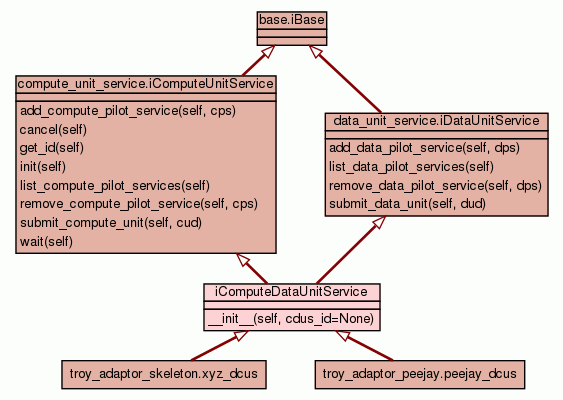 base.iBase
compute_unit_service.iComputeUnitService
add_compute_pilot_service(self, cps)
cancel(self)
get_id(self)
init(self)
list_compute_pilot_services(self)
remove_compute_pilot_service(self, cps)
submit_compute_unit(self, cud)
wait(self)
data_unit_service.iDataUnitService
add_data_pilot_service(self, dps)
list_data_pilot_services(self)
remove_data_pilot_service(self, dps)
submit_data_unit(self, dud)
iComputeDataUnitService
__init__(self, cdus_id=None)
troy_adaptor_skeleton.xyz_dcus
troy_adaptor_peejay.peejay_dcus